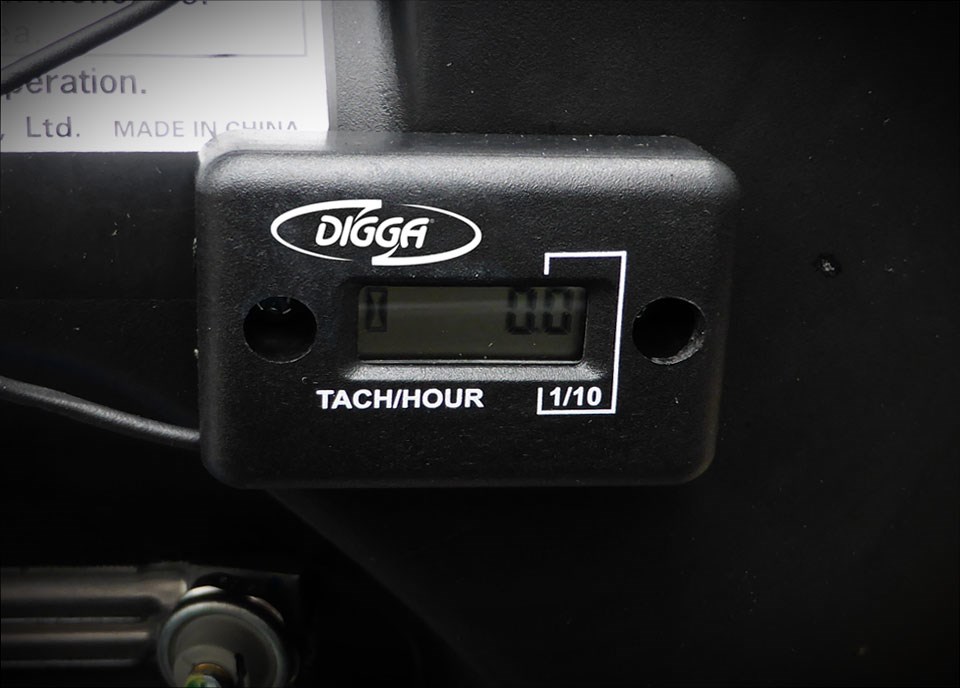 peration.
, Ltd. MADE IN CHINA
DIGGA
0.0
TACH/HOUR
1/10